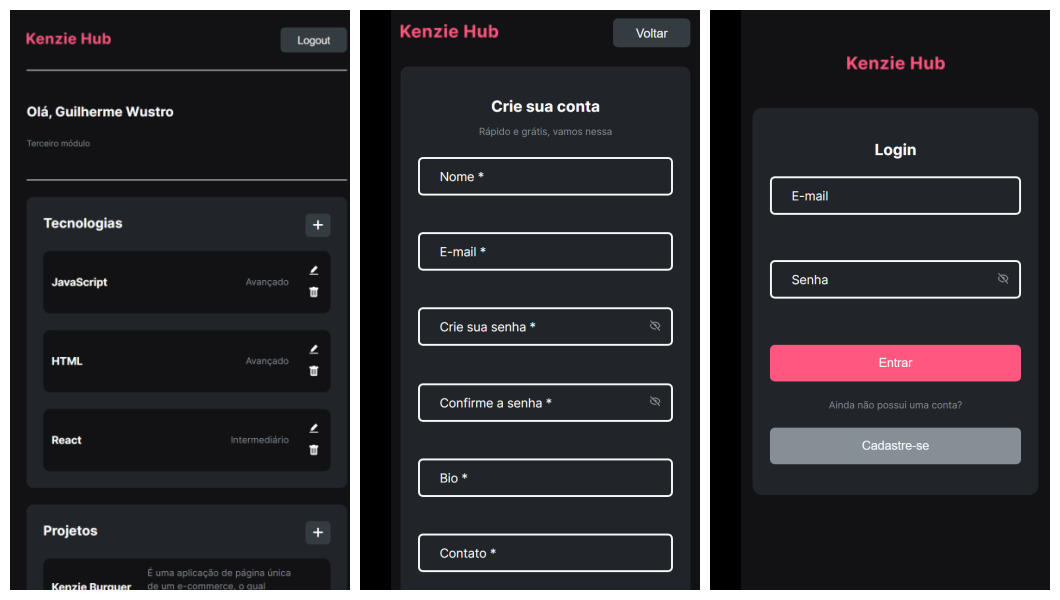 Kenzie Hub
Logout
Olá, Guilherme Wustro
Terceiro módulo
Tecnologias
+
JavaScript
Avançado
HTML
Avançado
React
Intermediário
Projetos
+
Kenzie Burguer
É uma aplicação de página única
de um e-commerce, o qual
Kenzie Hub
Voltar
Crie sua conta
Rápido e grátis, vamos nessa
Nome *
E-mail *
Crie sua senha *
Confirme a senha *
Bio *
Contato *
Kenzie Hub
Login
E-mail
Senha
Entrar
Ainda não possui uma conta?
Cadastre-se